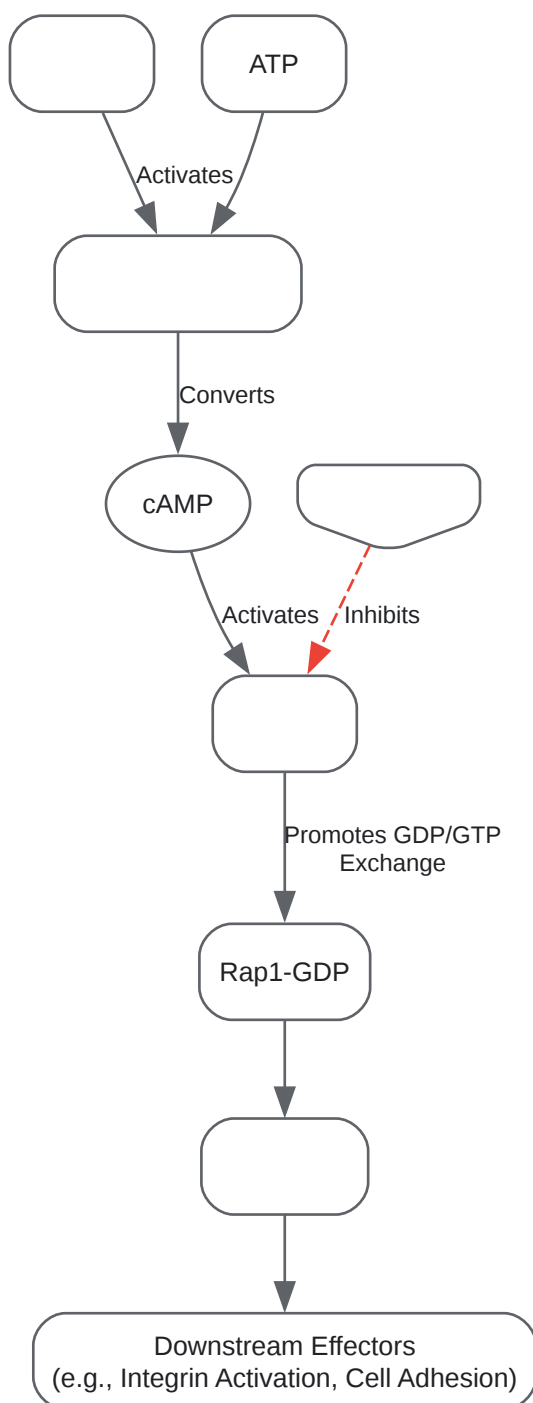 ATP
Activates
Converts
cAMP
Activates
Inhibits
Promotes GDP/GTP
Exchange
Rap1-GDP
Downstream Effectors
(e.g., Integrin Activation, Cell Adhesion)